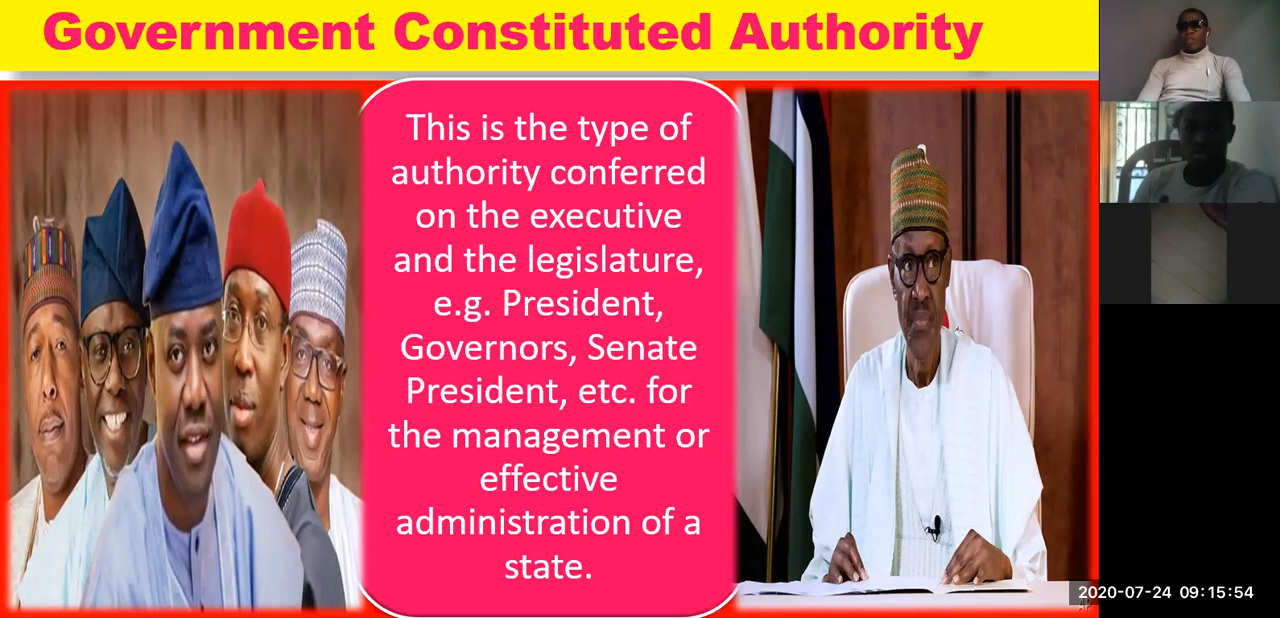 Government Constituted Authority
This is the type of
authority conferred
on the executive
and the legislature,
e.g. President,
Governors, Senate
President, etc. for
the management or
effective
administration of a
state.
2020-07-24 09:15:54